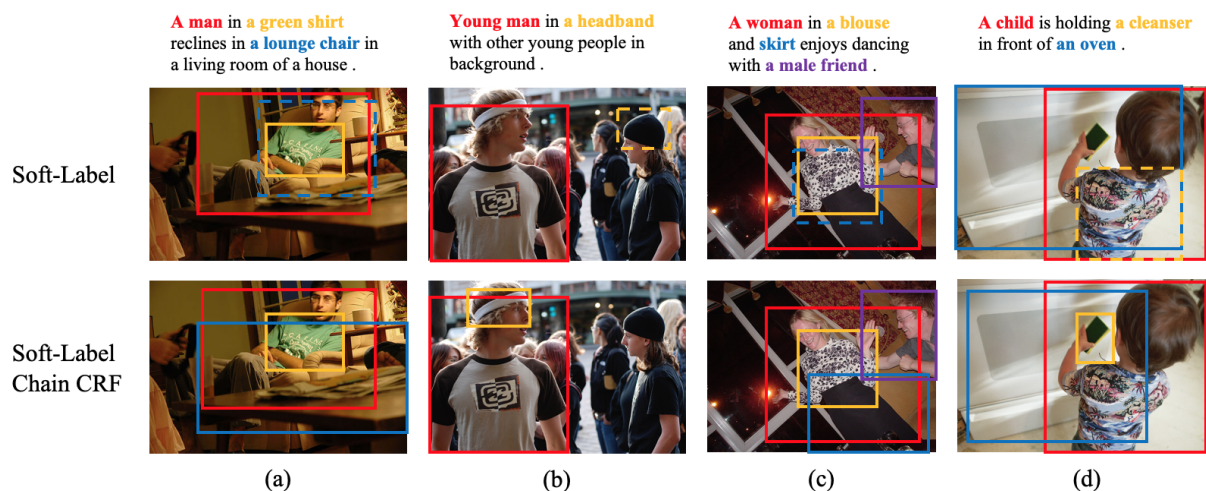 A man in a green shirt
reclines in a lounge chair in
a living room of a house .
Young man in a headband
with other young people in
background .
A woman in a blouse
and skirt enjoys dancing
with a male friend .
A child is holding a cleanser
in front of an oven .
Soft-Label
Soft-Label
Chain CRF
(a)
(b)
(c)
(d)